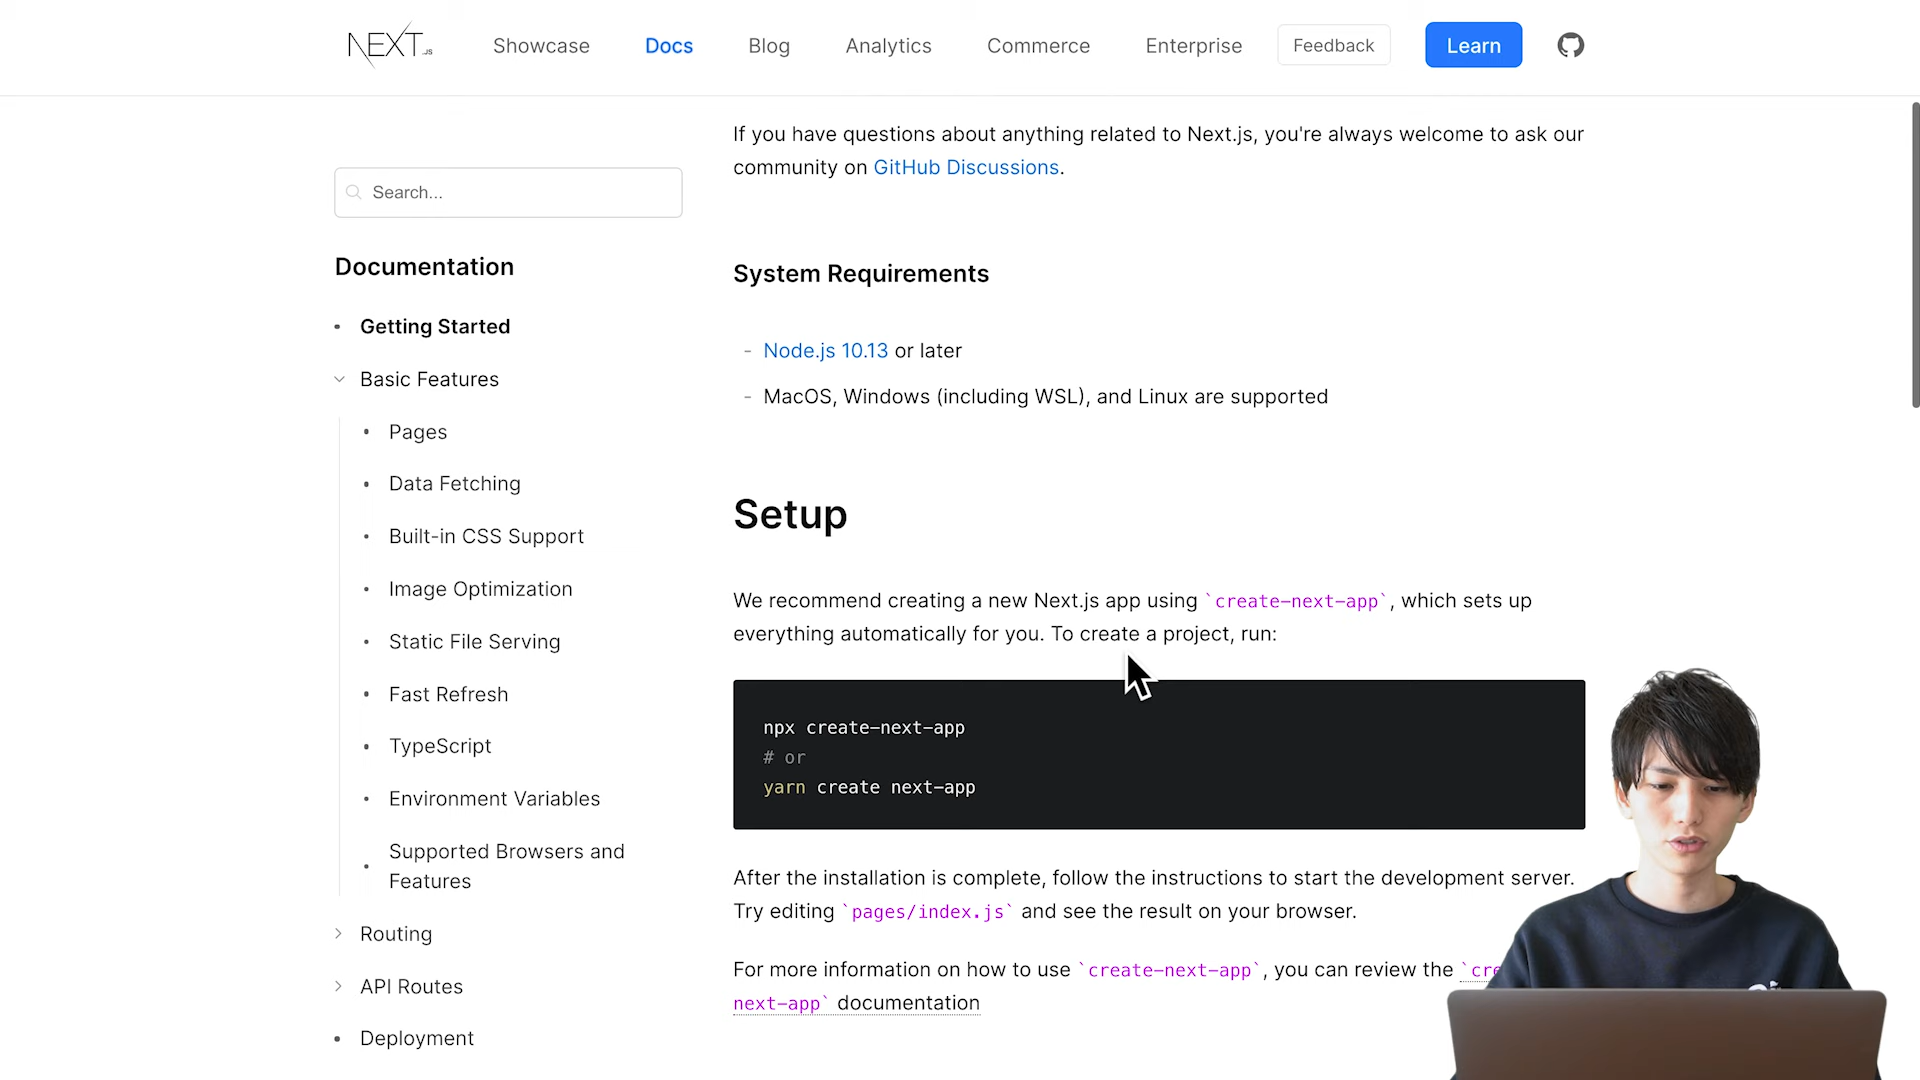 NEXT.JS
Showcase
Docs
Blog
Analytics
Commerce
Enterprise
Feedback
Learn
Search...
Documentation
Getting Started
Basic Features
Pages
Data Fetching
Built-in CSS Support
Image Optimization
Static File Serving
Fast Refresh
TypeScript
Environment Variables
Supported Browsers and
Features
Routing
API Routes
Deployment
If you have questions about anything related to Next.js, you're always welcome to ask our
community on GitHub Discussions.
System Requirements
- Node.js 10.13 or later
- MacOS, Windows (including WSL), and Linux are supported
Setup
We recommend creating a new Next.js app using `create-next-app`, which sets up
everything automatically for you. To create a project, run:
npx create-next-app
# or
yarn create next-app
After the installation is complete, follow the instructions to start the development server.
Try editing `pages/index.js` and see the result on your browser.
For more information on how to use `create-next-app`, you can review the
next-app` documentation